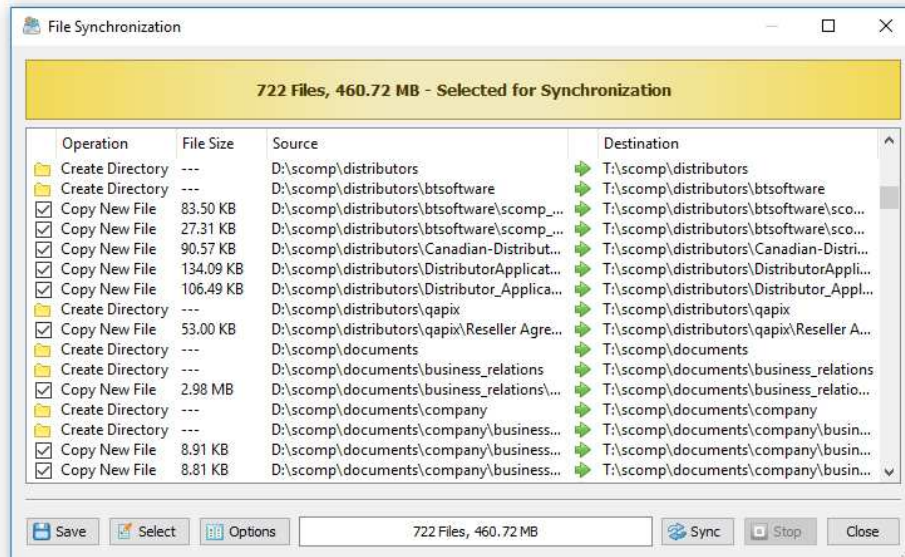 File Synchronization
722 Files, 460.72 MB - Selected for Synchronization
Operation File Size Source Destination
Create Directory --- D:\scomp\distributors T:\scomp\distributors
Create Directory --- D:\scomp\distributors\btsoftware T:\scomp\distributors\btsoftware
Copy New File 83.50 KB D:\scomp\distributors\btsoftware\scomp_... T:\scomp\distributors\btsoftware\sco...
Copy New File 27.31 KB D:\scomp\distributors\btsoftware\scomp_... T:\scomp\distributors\btsoftware\sco...
Copy New File 90.57 KB D:\scomp\distributors\Canadian-Distribut... T:\scomp\distributors\Canadian-Distri...
Copy New File 134.09 KB D:\scomp\distributors\DistributorApplicat... T:\scomp\distributors\DistributorAppli...
Copy New File 106.49 KB D:\scomp\distributors\Distributor_Applica... T:\scomp\distributors\Distributor_Appl...
Create Directory --- D:\scomp\distributors\qapix T:\scomp\distributors\qapix
Copy New File 53.00 KB D:\scomp\distributors\qapix\Reseller Agre... T:\scomp\distributors\qapix\Reseller A...
Create Directory --- D:\scomp\documents T:\scomp\documents
Create Directory --- D:\scomp\documents\business_relations T:\scomp\documents\business_relations
Copy New File 2.98 MB D:\scomp\documents\business_relations\... T:\scomp\documents\business_relatio...
Create Directory --- D:\scomp\documents\company T:\scomp\documents\company
Create Directory --- D:\scomp\documents\company\business... T:\scomp\documents\company\busin...
Copy New File 8.91 KB D:\scomp\documents\company\business... T:\scomp\documents\company\busin...
Copy New File 8.81 KB D:\scomp\documents\company\business... T:\scomp\documents\company\busin...
Save Select Options 722 Files, 460.72 MB Sync Stop Close